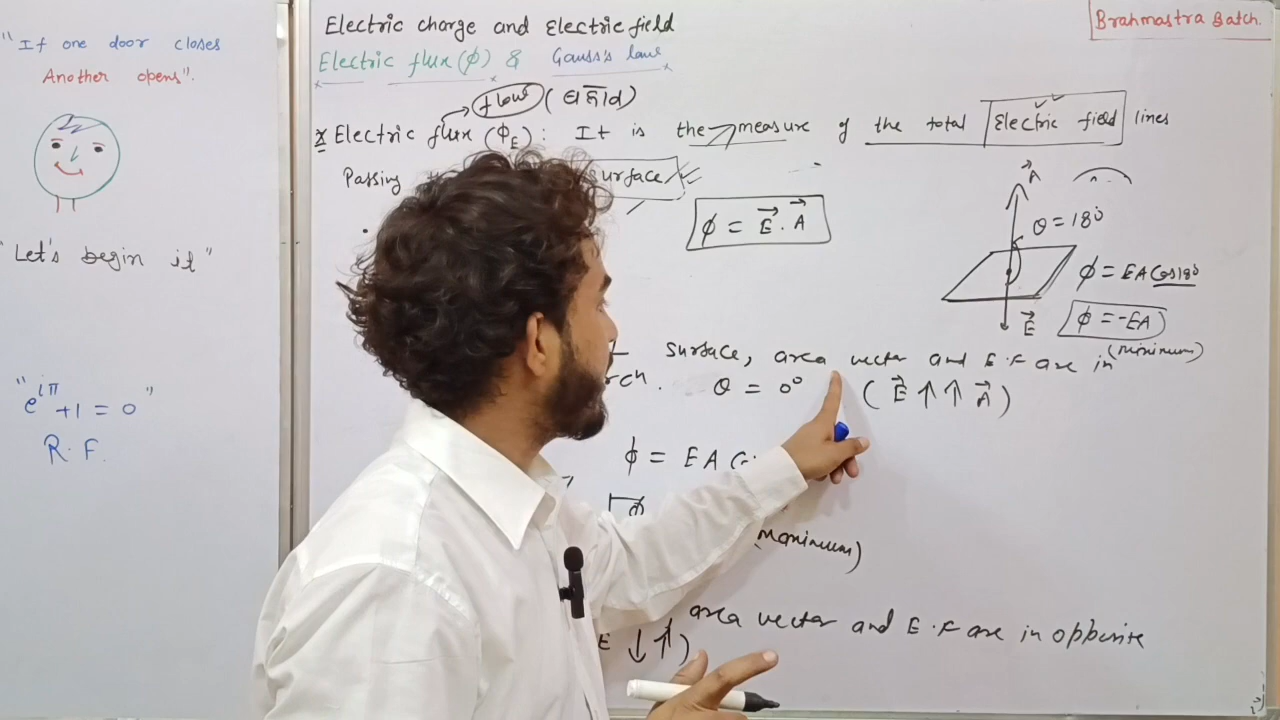 "If one door closes
Another opens".
"Let's begin it"
"e^iπ +1 = 0"
R.F.
Brahmastra Batch.
Electric charge and Electric field
Electric flux (ϕ) & Gauss's law
flow (प्रवाह)
* Electric flux (ϕE) : It is the measure of the total Electric field lines
Passing surface
ϕ = E⃗ . A⃗
A⃗
θ = 180°
ϕ = EA Cos180°
E⃗
ϕ = -EA
(Minimum)
surface, area vector and E.F are in
θ = 0° (E⃗ ↑↑ A⃗)
ϕ = E A
(Maximum)
area vector and E.F are in opposite
E ↓↑)